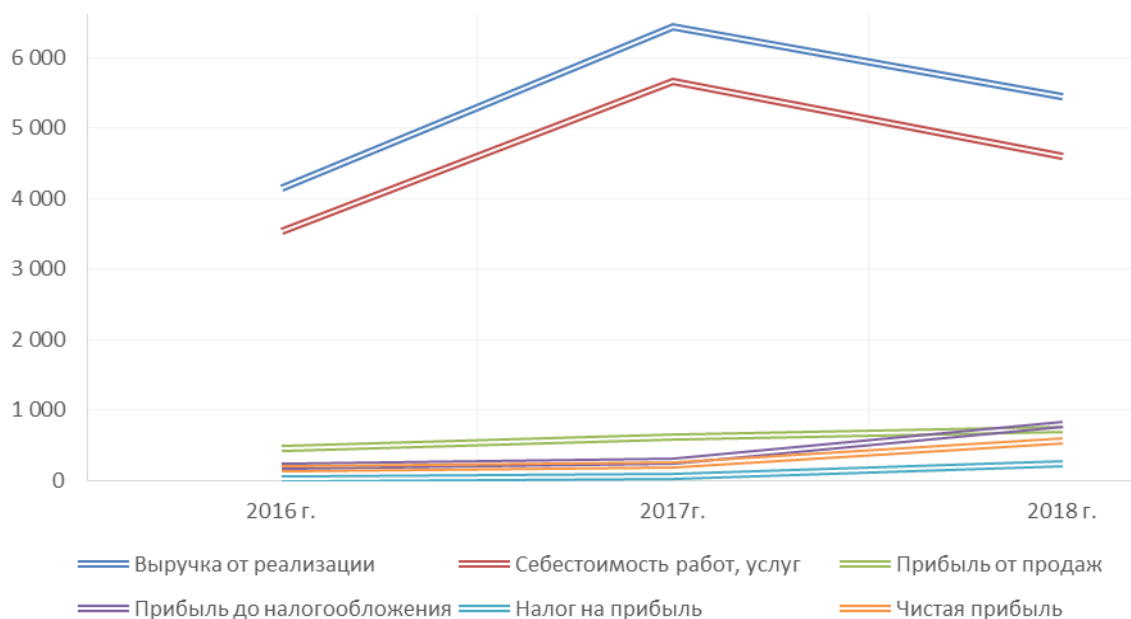 6 000
5 000
4 000
3 000
2 000
1 000
0
2016 г. 2017г. 2018 г.
Выручка от реализации Себестоимость работ, услуг Прибыль от продаж
Прибыль до налогообложения Налог на прибыль Чистая прибыль